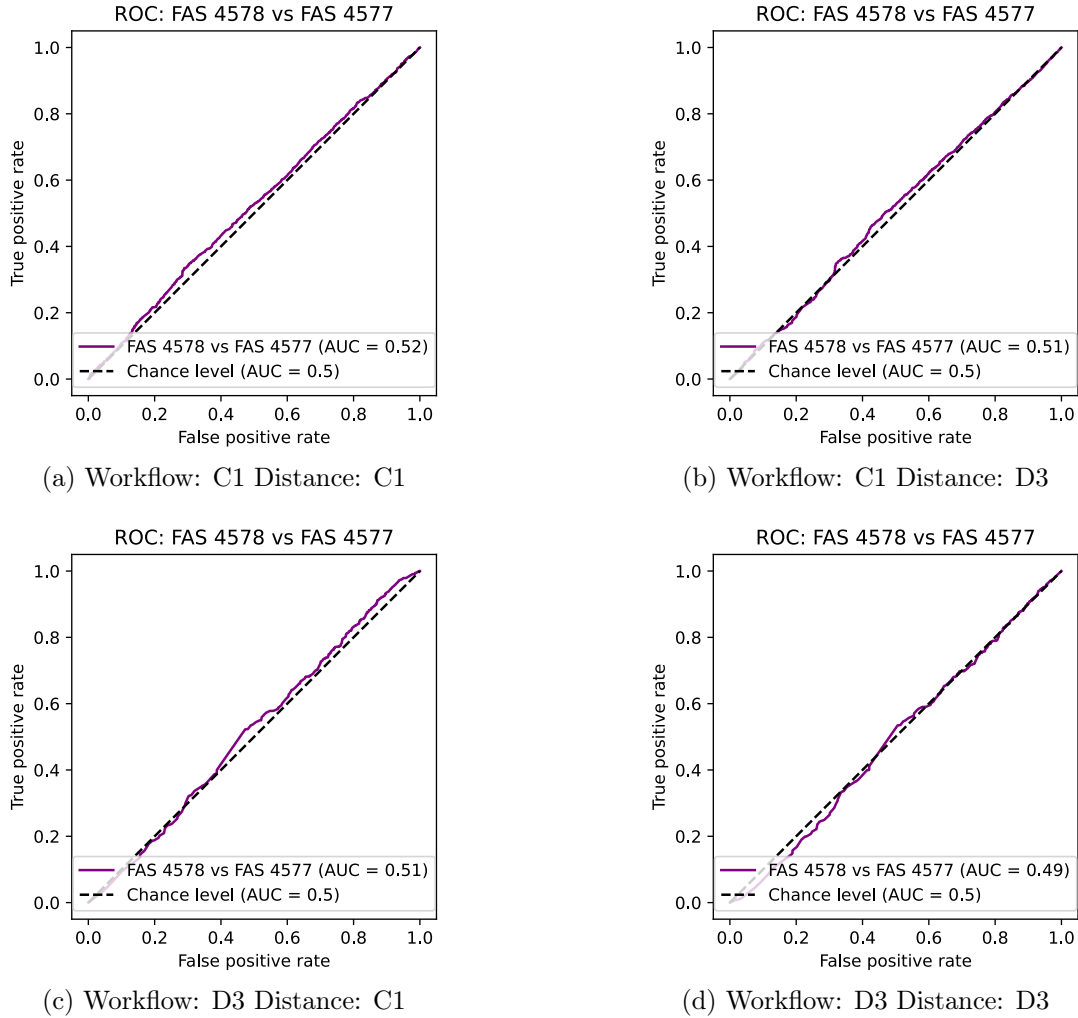 ROC: FAS 4578 vs FAS 4577
True positive rate
1.0
0.8
0.6
0.4
0.2
0.0
FAS 4578 vs FAS 4577 (AUC = 0.52)
Chance level (AUC = 0.5)
0.0 0.2 0.4 0.6 0.8 1.0
False positive rate
(a) Workflow: C1 Distance: C1
ROC: FAS 4578 vs FAS 4577
True positive rate
1.0
0.8
0.6
0.4
0.2
0.0
FAS 4578 vs FAS 4577 (AUC = 0.51)
Chance level (AUC = 0.5)
0.0 0.2 0.4 0.6 0.8 1.0
False positive rate
(b) Workflow: C1 Distance: D3
ROC: FAS 4578 vs FAS 4577
True positive rate
1.0
0.8
0.6
0.4
0.2
0.0
FAS 4578 vs FAS 4577 (AUC = 0.51)
Chance level (AUC = 0.5)
0.0 0.2 0.4 0.6 0.8 1.0
False positive rate
(c) Workflow: D3 Distance: C1
ROC: FAS 4578 vs FAS 4577
True positive rate
1.0
0.8
0.6
0.4
0.2
0.0
FAS 4578 vs FAS 4577 (AUC = 0.49)
Chance level (AUC = 0.5)
0.0 0.2 0.4 0.6 0.8 1.0
False positive rate
(d) Workflow: D3 Distance: D3